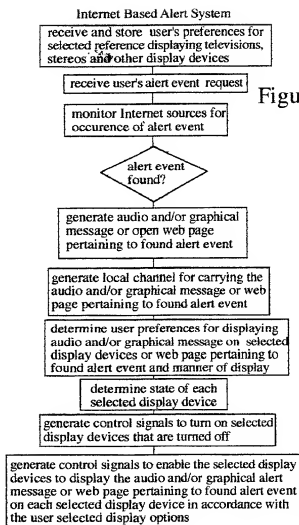 Internet Based Alert System
receive and store user's preferences for
selected reference displaying televisions,
stereos and other display devices
receive user's alert event request
Figu
monitor Internet sources for
occurence of alert event
alert event
found?
generate audio and/or graphical
message or open web page
pertaining to found alert event
generate local channel for carrying the
audio and/or graphical message or web
page pertaining to found alert event
determine user preferences for displaying
audio and/or graphical message on selected
display devices or web page pertaining to
found alert event and manner of display
determine state of each
selected display device
generate control signals to turn on selected
display devices that are turned off
generate control signals to enable the selected display
devices to display the audio and/or graphical alert
message or web page pertaining to found alert event
on each selected display device in accordance with
the user selected display options